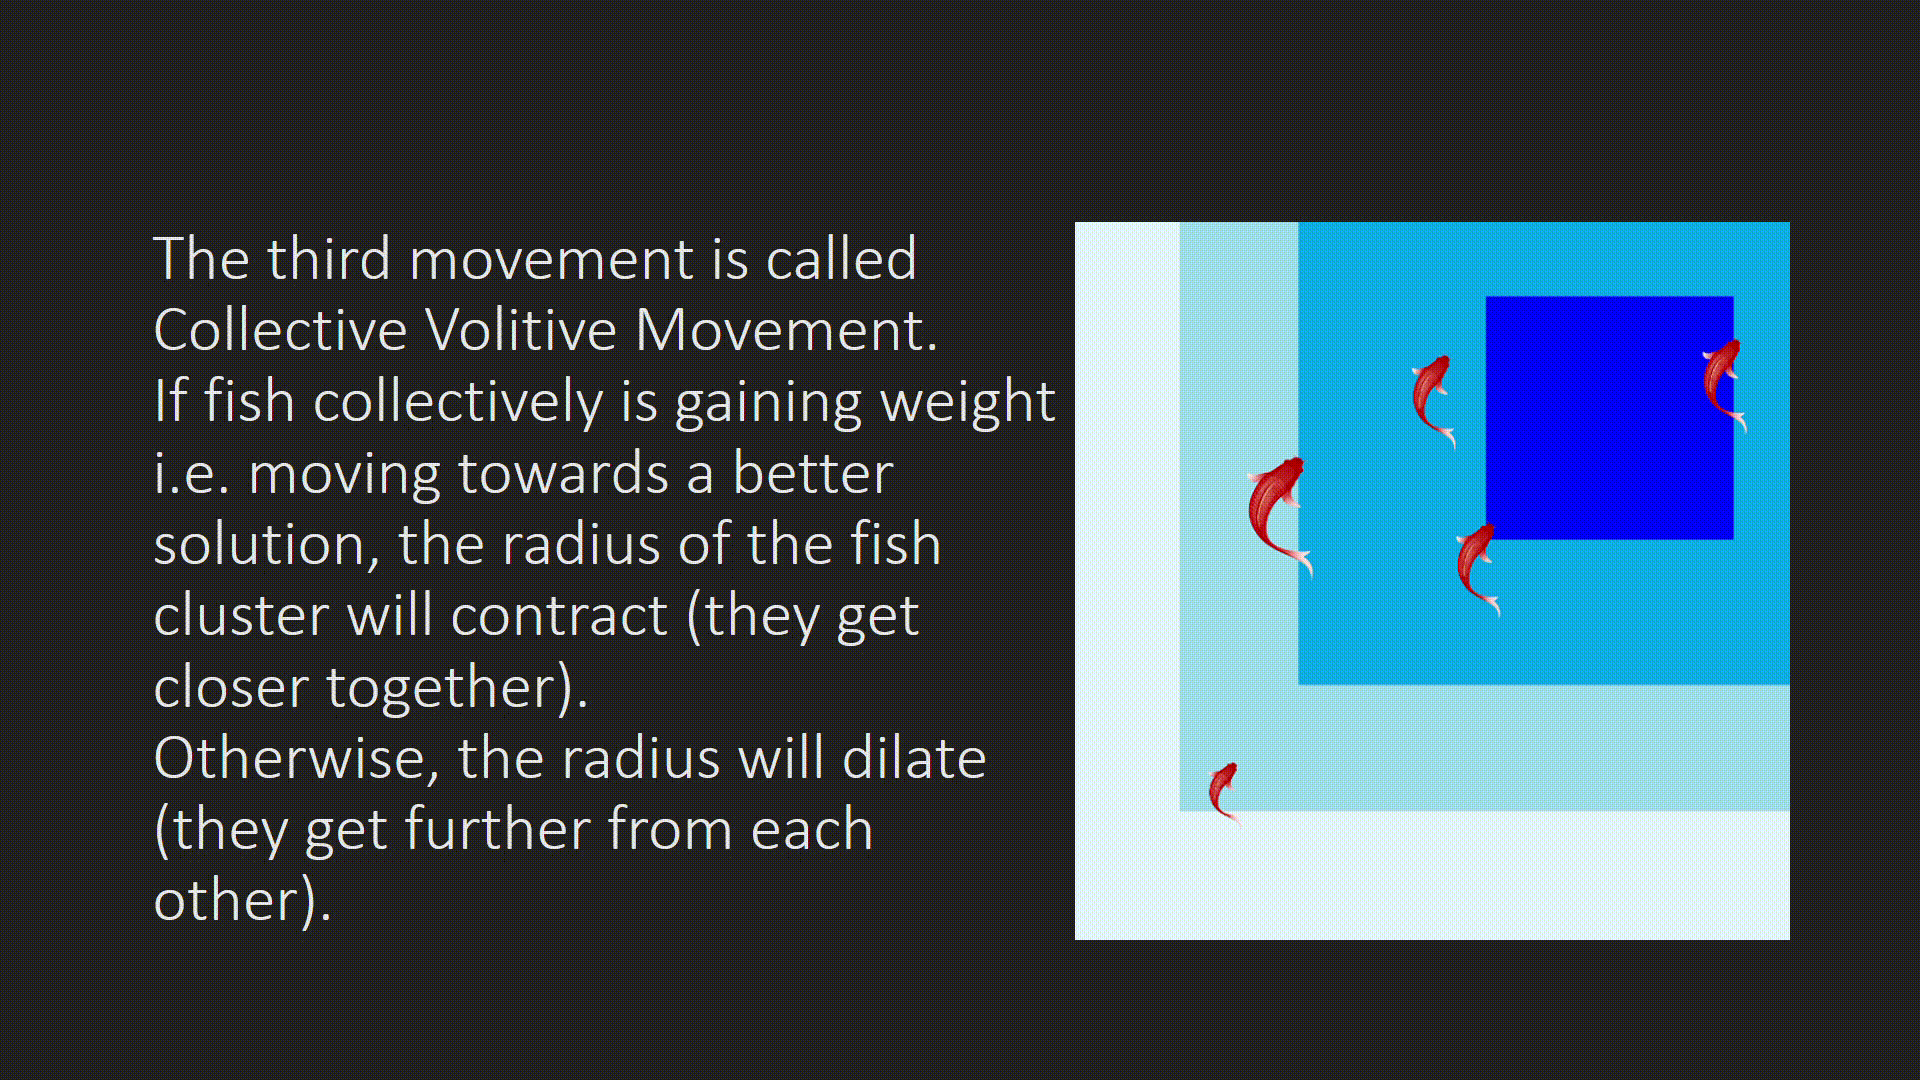 The third movement is called
Collective Volitive Movement.
If fish collectively is gaining weight
i.e. moving towards a better
solution, the radius of the fish
cluster will contract (they get
closer together).
Otherwise, the radius will dilate
(they get further from each
other).